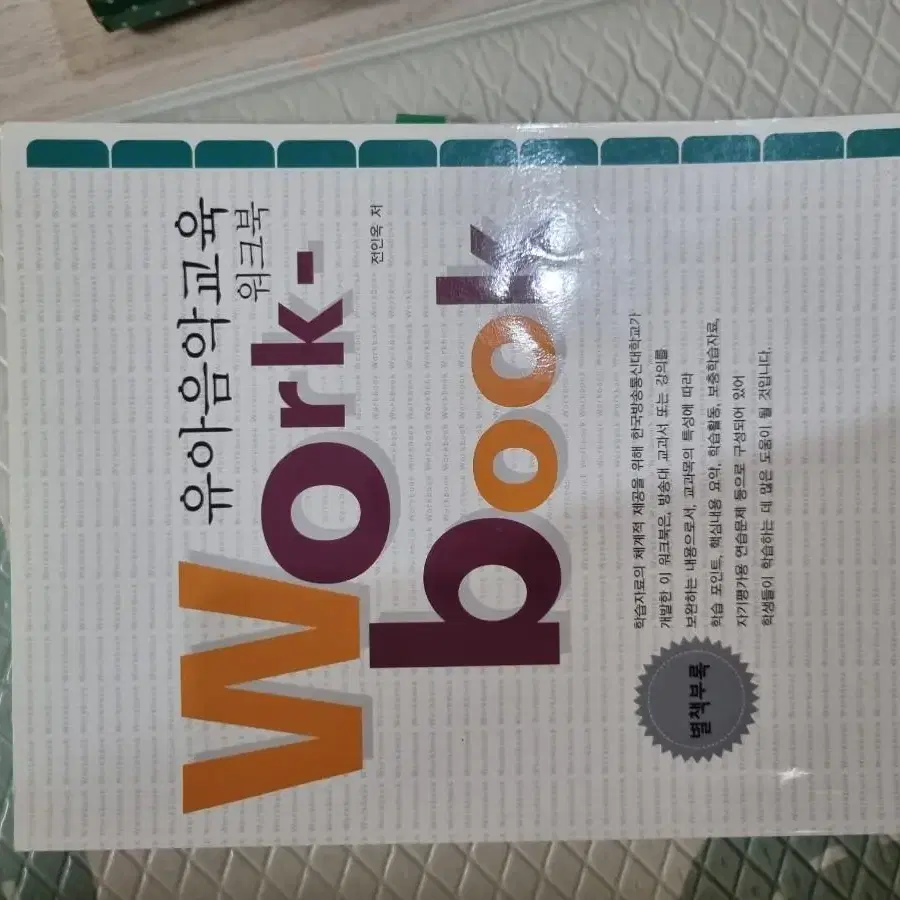 유아음악교육
워크북
Work-
전인옥 저
book
학습자료의 체계적 제공을 위해 한국방송통신대학교가
개발한 이 워크북은, 방송대 교과서 또는 강의를
보완하는 내용으로서, 교과목의 특성에 따라
학습 포인트, 핵심내용 요약, 학습활동, 보충학습자료,
자기평가용 연습문제 등으로 구성되어 있어
학생들이 학습하는 데 많은 도움이 될 것입니다.
별책부록